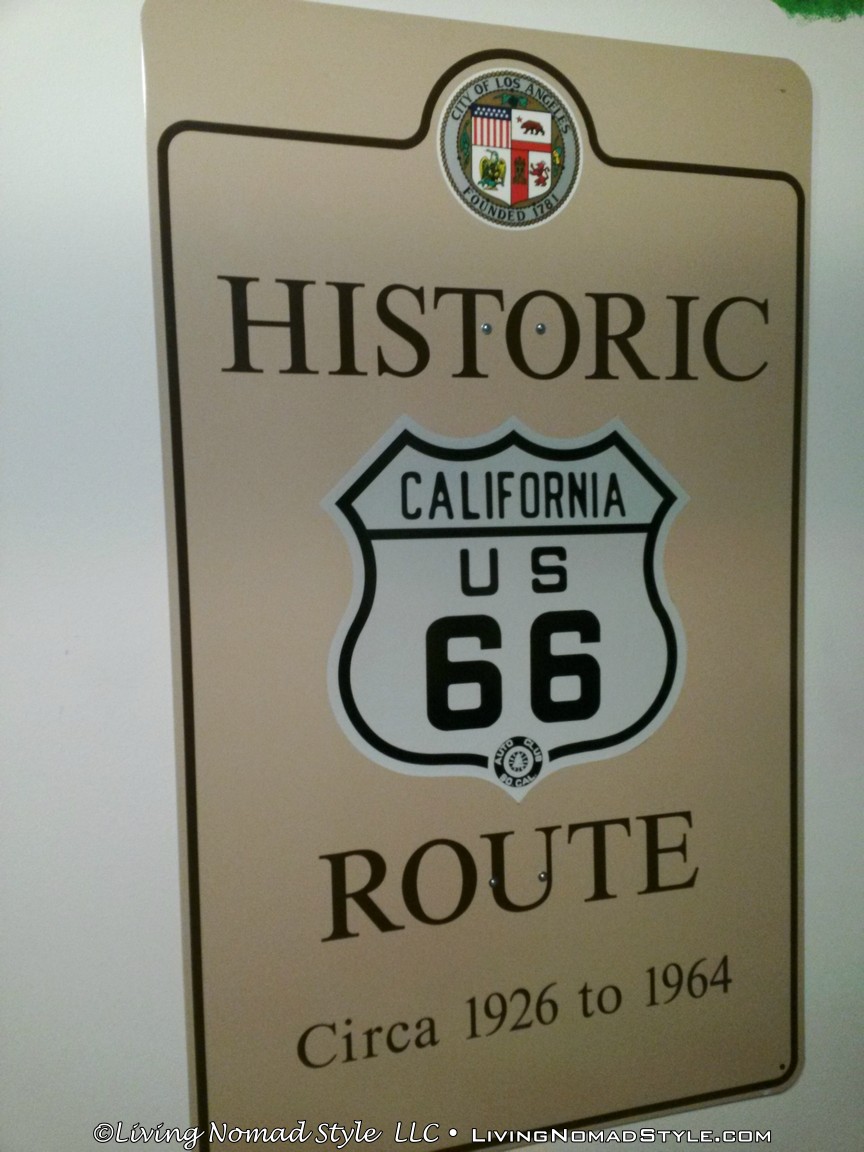 CITY OF LOS ANGELES
FOUNDED 1781
HISTORIC
CALIFORNIA
U S
66
AUTO CLUB
SO CAL
ROUTE
Circa 1926 to 1964
©Living Nomad Style LLC • LivingNomadStyle.com